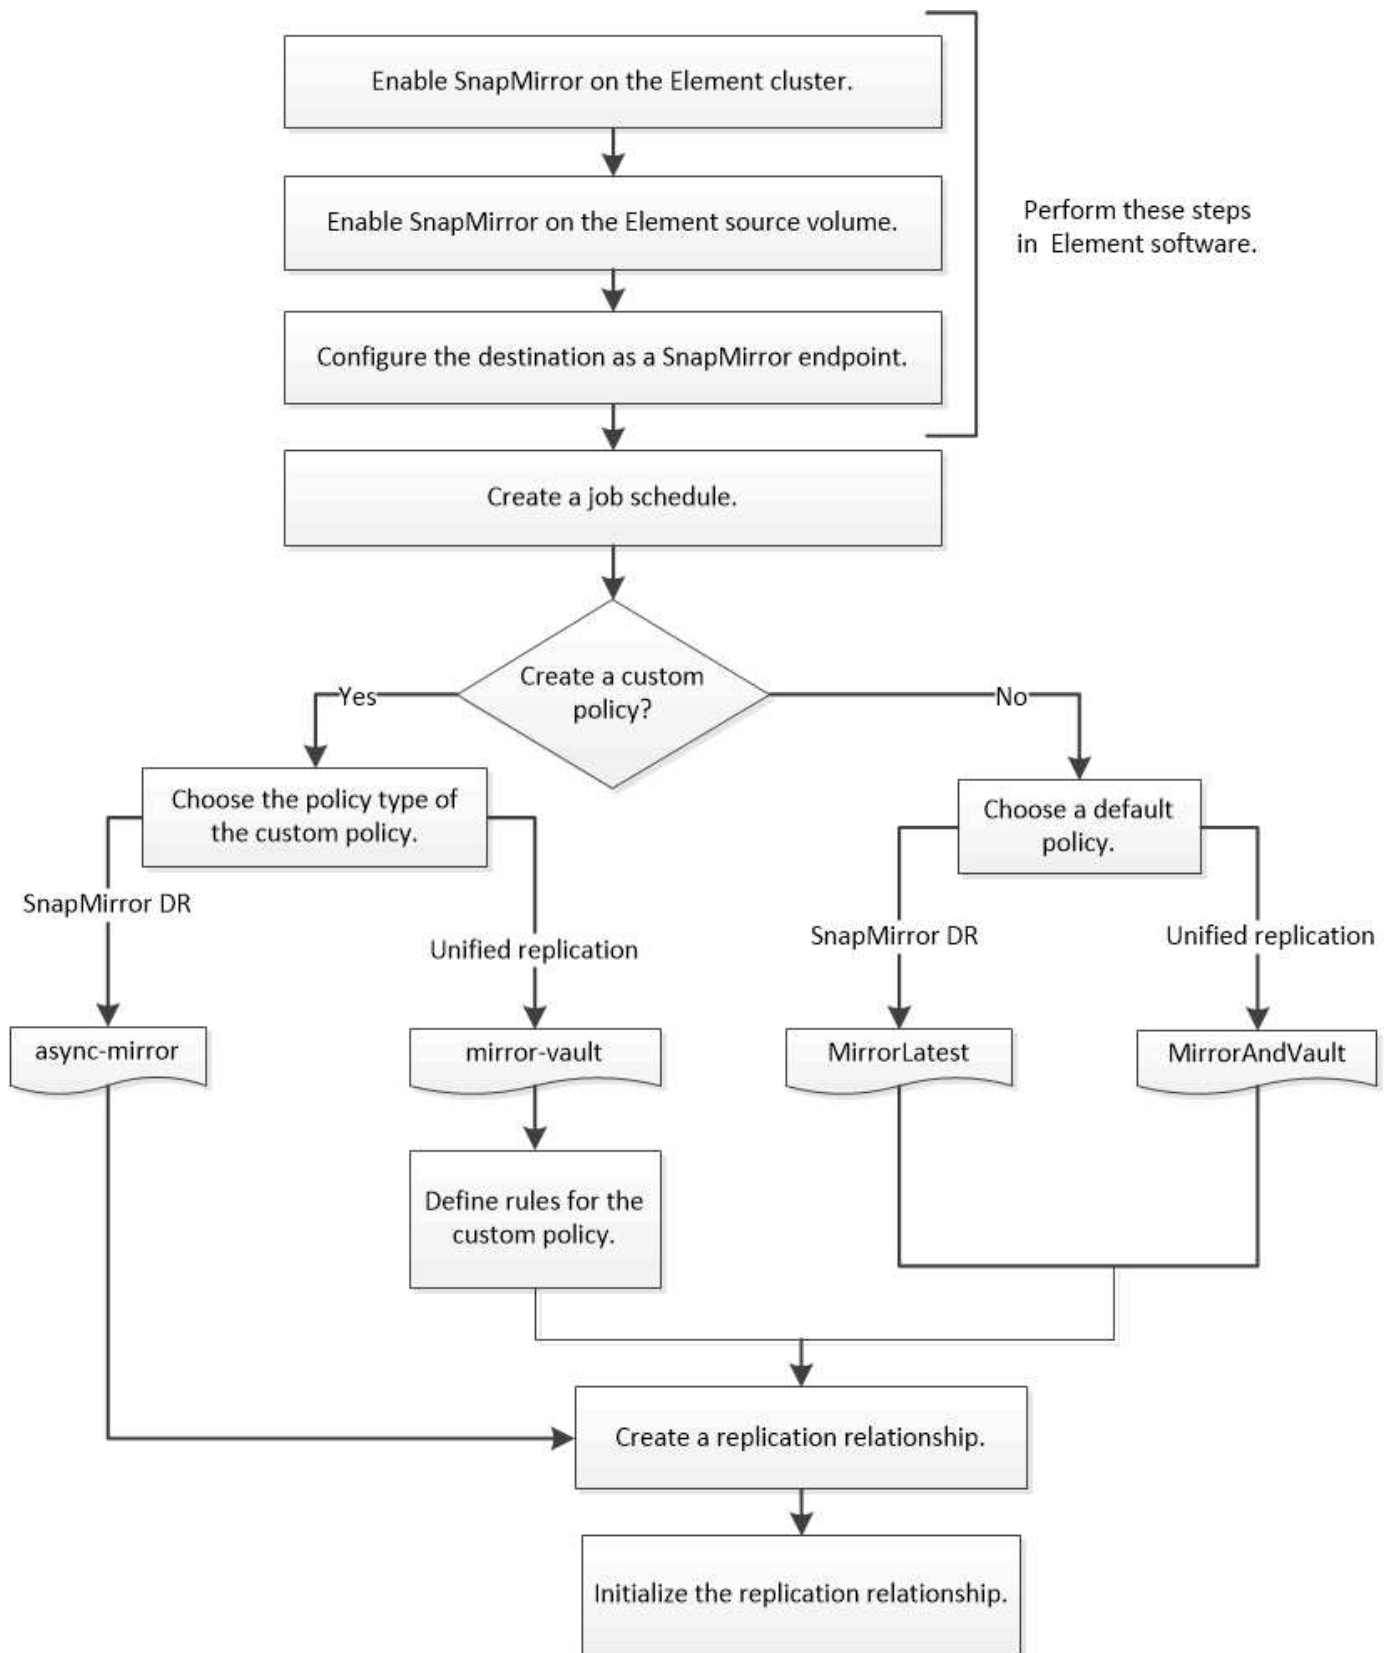 Enable SnapMirror on the Element cluster.
Enable SnapMirror on the Element source volume.
Perform these steps
in Element software.
Configure the destination as a SnapMirror endpoint.
Create a job schedule.
Create a custom
policy?
Yes
No
Choose the policy type of
the custom policy.
Choose a default
policy.
SnapMirror DR
Unified replication
SnapMirror DR
Unified replication
async-mirror
mirror-vault
MirrorLatest
MirrorAndVault
Define rules for the
custom policy.
Create a replication relationship.
Initialize the replication relationship.